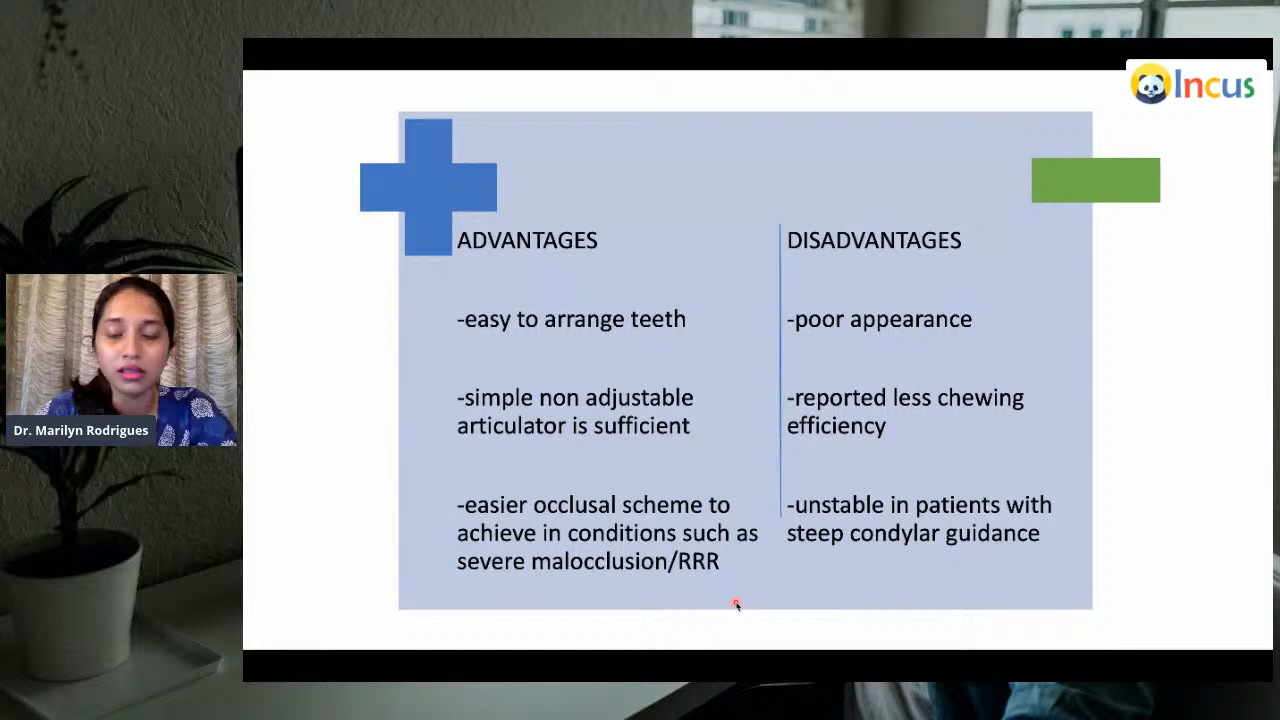 Incus
ADVANTAGES
-easy to arrange teeth
-simple non adjustable
articulator is sufficient
-easier occlusal scheme to
achieve in conditions such as
severe malocclusion/RRR
DISADVANTAGES
-poor appearance
-reported less chewing
efficiency
-unstable in patients with
steep condylar guidance
Dr. Marilyn Rodrigues